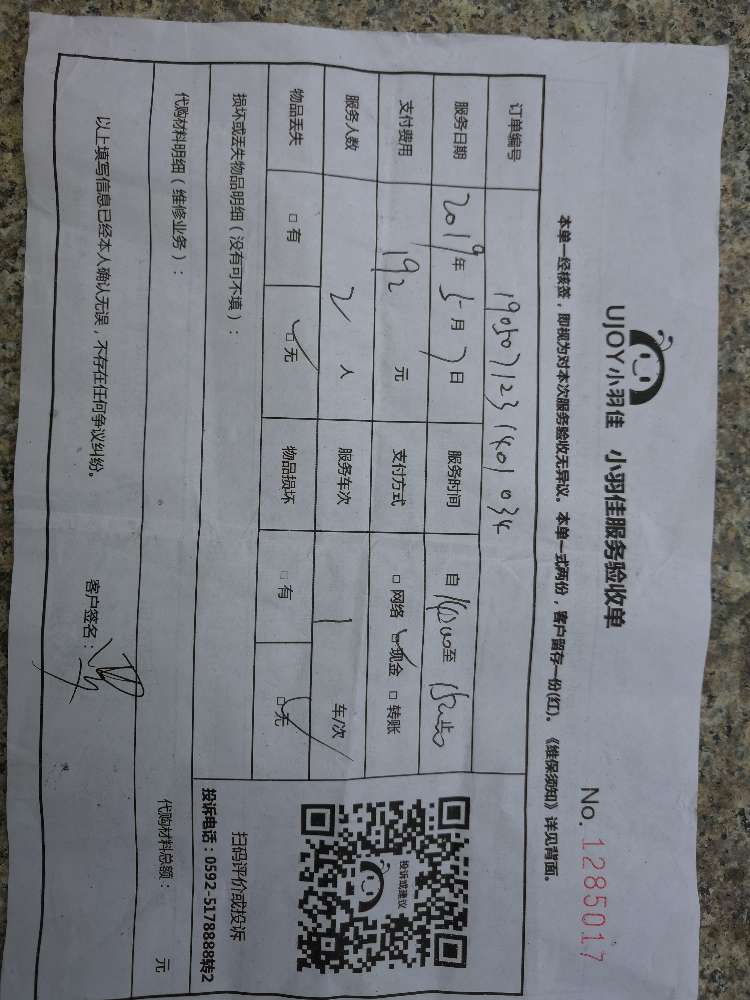 UJOY小羽佳 小羽佳服务验收单
No. 1285017
本单一经核签，即视为对本次服务验收无异议。本单一式两份，客户留存一份(红)。《维保须知》详见背面。
订单编号 1905071231401034
服务日期 2019年5月7日 服务时间 自14:00至
支付费用 192元 支付方式 □网络 □现金 □转账
服务人数 2人 服务车次 1车/次
物品丢失 □有 □无 物品损坏 □有 □无
损坏或丢失物品明细（没有可不填）：
投诉或建议
扫码评价或投诉
投诉电话：0592-5178888转2
代购材料明细（维修业务）： 代购材料总额： 元
以上填写信息已经本人确认无误，不存在任何争议纠纷。 客户签名：